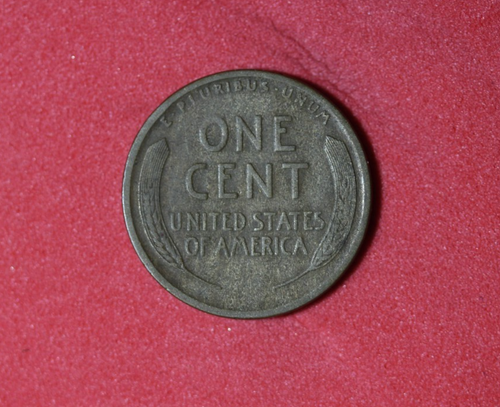 E·PLURIBUS·UNUM
ONE
CENT
UNITED STATES
OF AMERICA